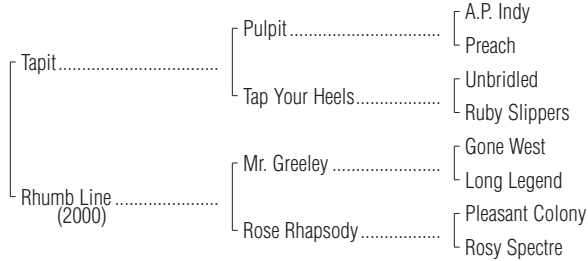 A.P. Indy
Pulpit
Preach
Tapit
Unbridled
Tap Your Heels
Ruby Slippers
Gone West
Mr. Greeley
Long Legend
Rhumb Line
(2000)
Pleasant Colony
Rose Rhapsody
Rosy Spectre